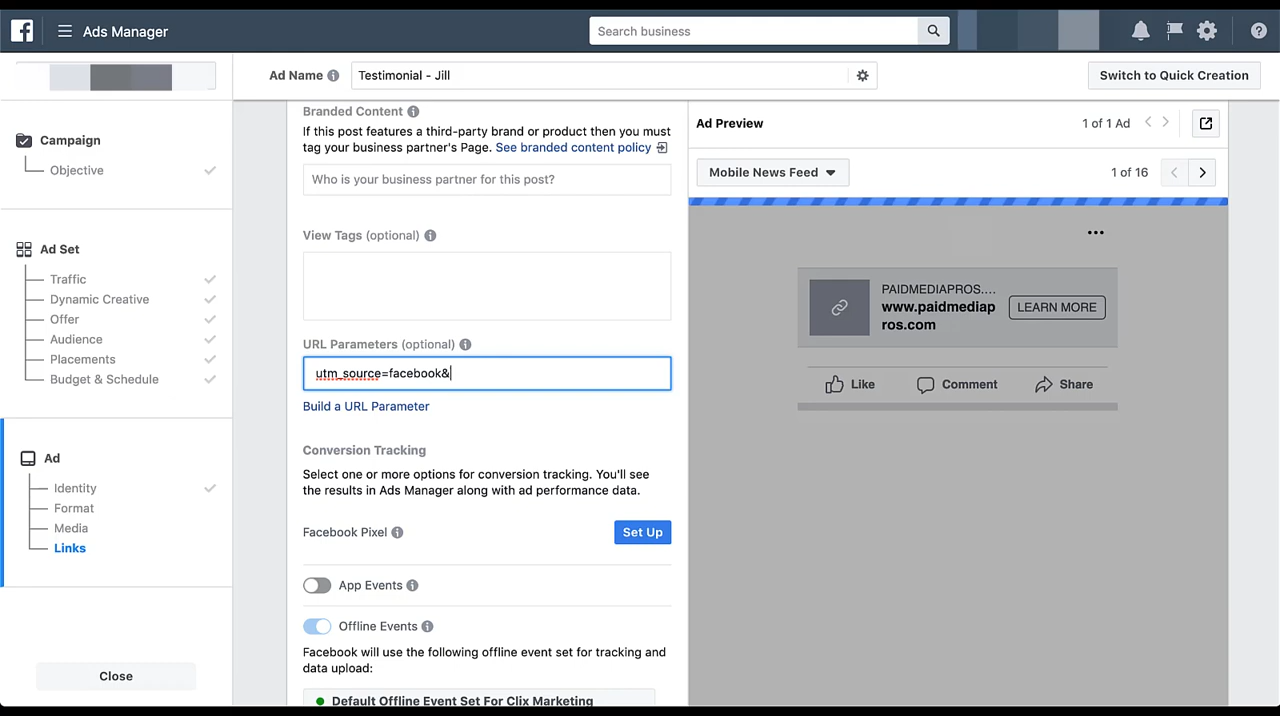 Ads Manager
Search business
Ad Name
Testimonial - Jill
Switch to Quick Creation
Campaign
Objective
Ad Set
Traffic
Dynamic Creative
Offer
Audience
Placements
Budget & Schedule
Ad
Identity
Format
Media
Links
Close
Branded Content
If this post features a third-party brand or product then you must
tag your business partner's Page. See branded content policy
Who is your business partner for this post?
View Tags (optional)
URL Parameters (optional)
utm_source=facebook&
Build a URL Parameter
Conversion Tracking
Select one or more options for conversion tracking. You'll see
the results in Ads Manager along with ad performance data.
Facebook Pixel
Set Up
App Events
Offline Events
Facebook will use the following offline event set for tracking and
data upload:
Default Offline Event Set For Clix Marketing
Ad Preview
1 of 1 Ad
Mobile News Feed
1 of 16
PAIDMEDIAPROS....
www.paidmediap
ros.com
LEARN MORE
Like
Comment
Share